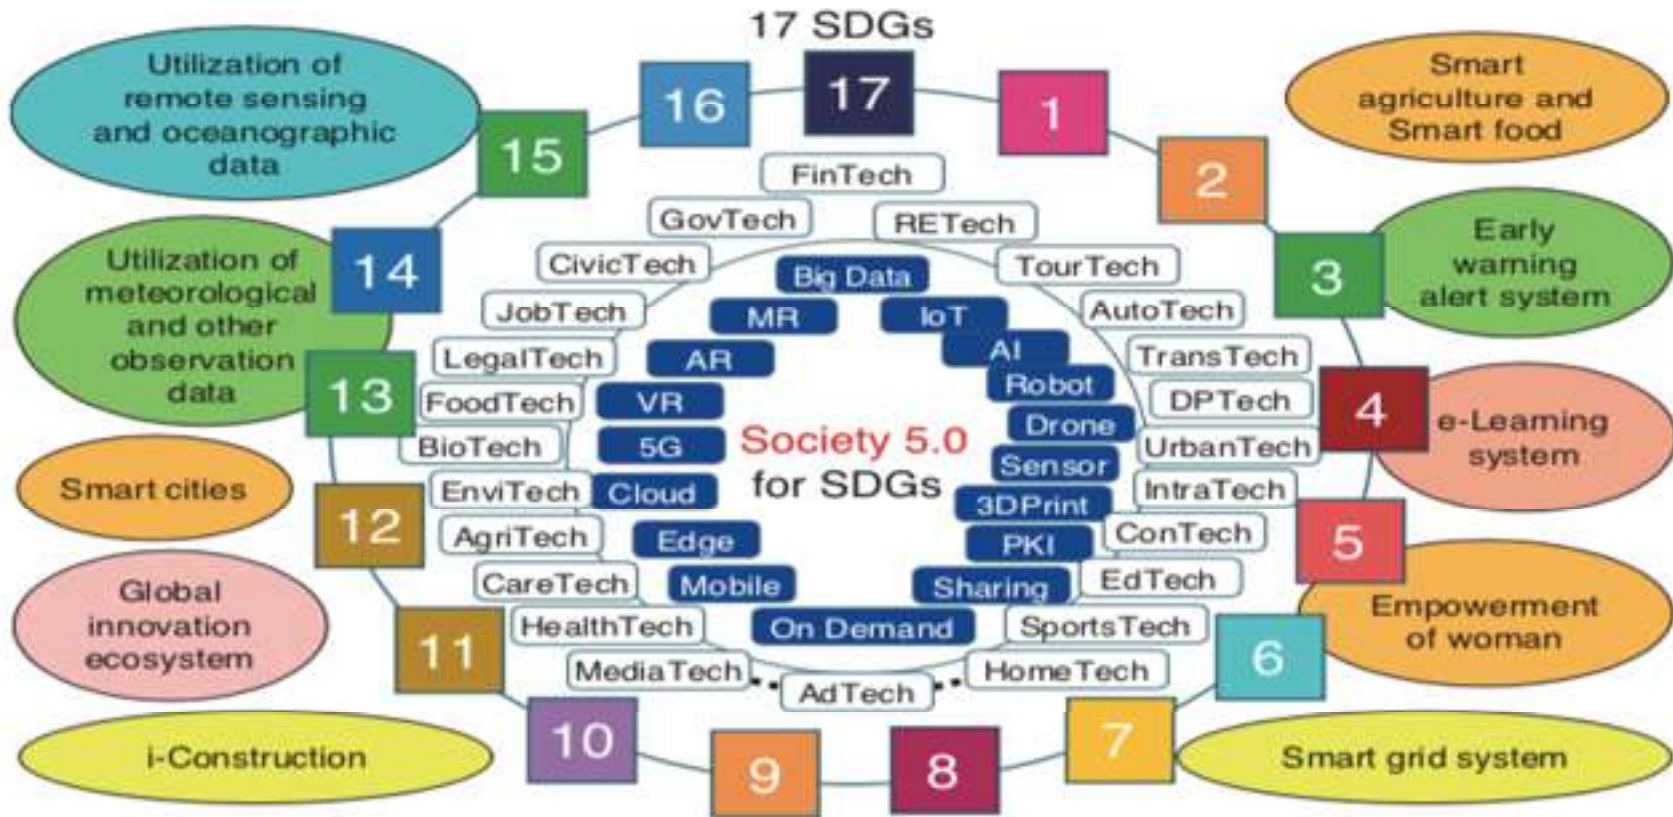 17 SDGs
Utilization of
remote sensing
and oceanographic
data
Utilization of
meteorological
and other
observation
data
Smart cities
Global
innovation
ecosystem
i-Construction
Smart
agriculture and
Smart food
Early
warning
alert system
e-Learning
system
Empowerment
of woman
Smart grid system
17
1
2
3
4
5
6
7
8
9
10
11
12
13
14
15
16
FinTech
RETech
TourTech
AutoTech
TransTech
DPTech
UrbanTech
IntraTech
ConTech
EdTech
SportsTech
HomeTech
AdTech
MediaTech
HealthTech
CareTech
AgriTech
EnviTech
BioTech
FoodTech
LegalTech
JobTech
CivicTech
GovTech
Big Data
IoT
AI
Robot
Drone
Sensor
3DPrint
PKI
Sharing
On Demand
Mobile
Edge
Cloud
5G
VR
AR
MR
Society 5.0
for SDGs